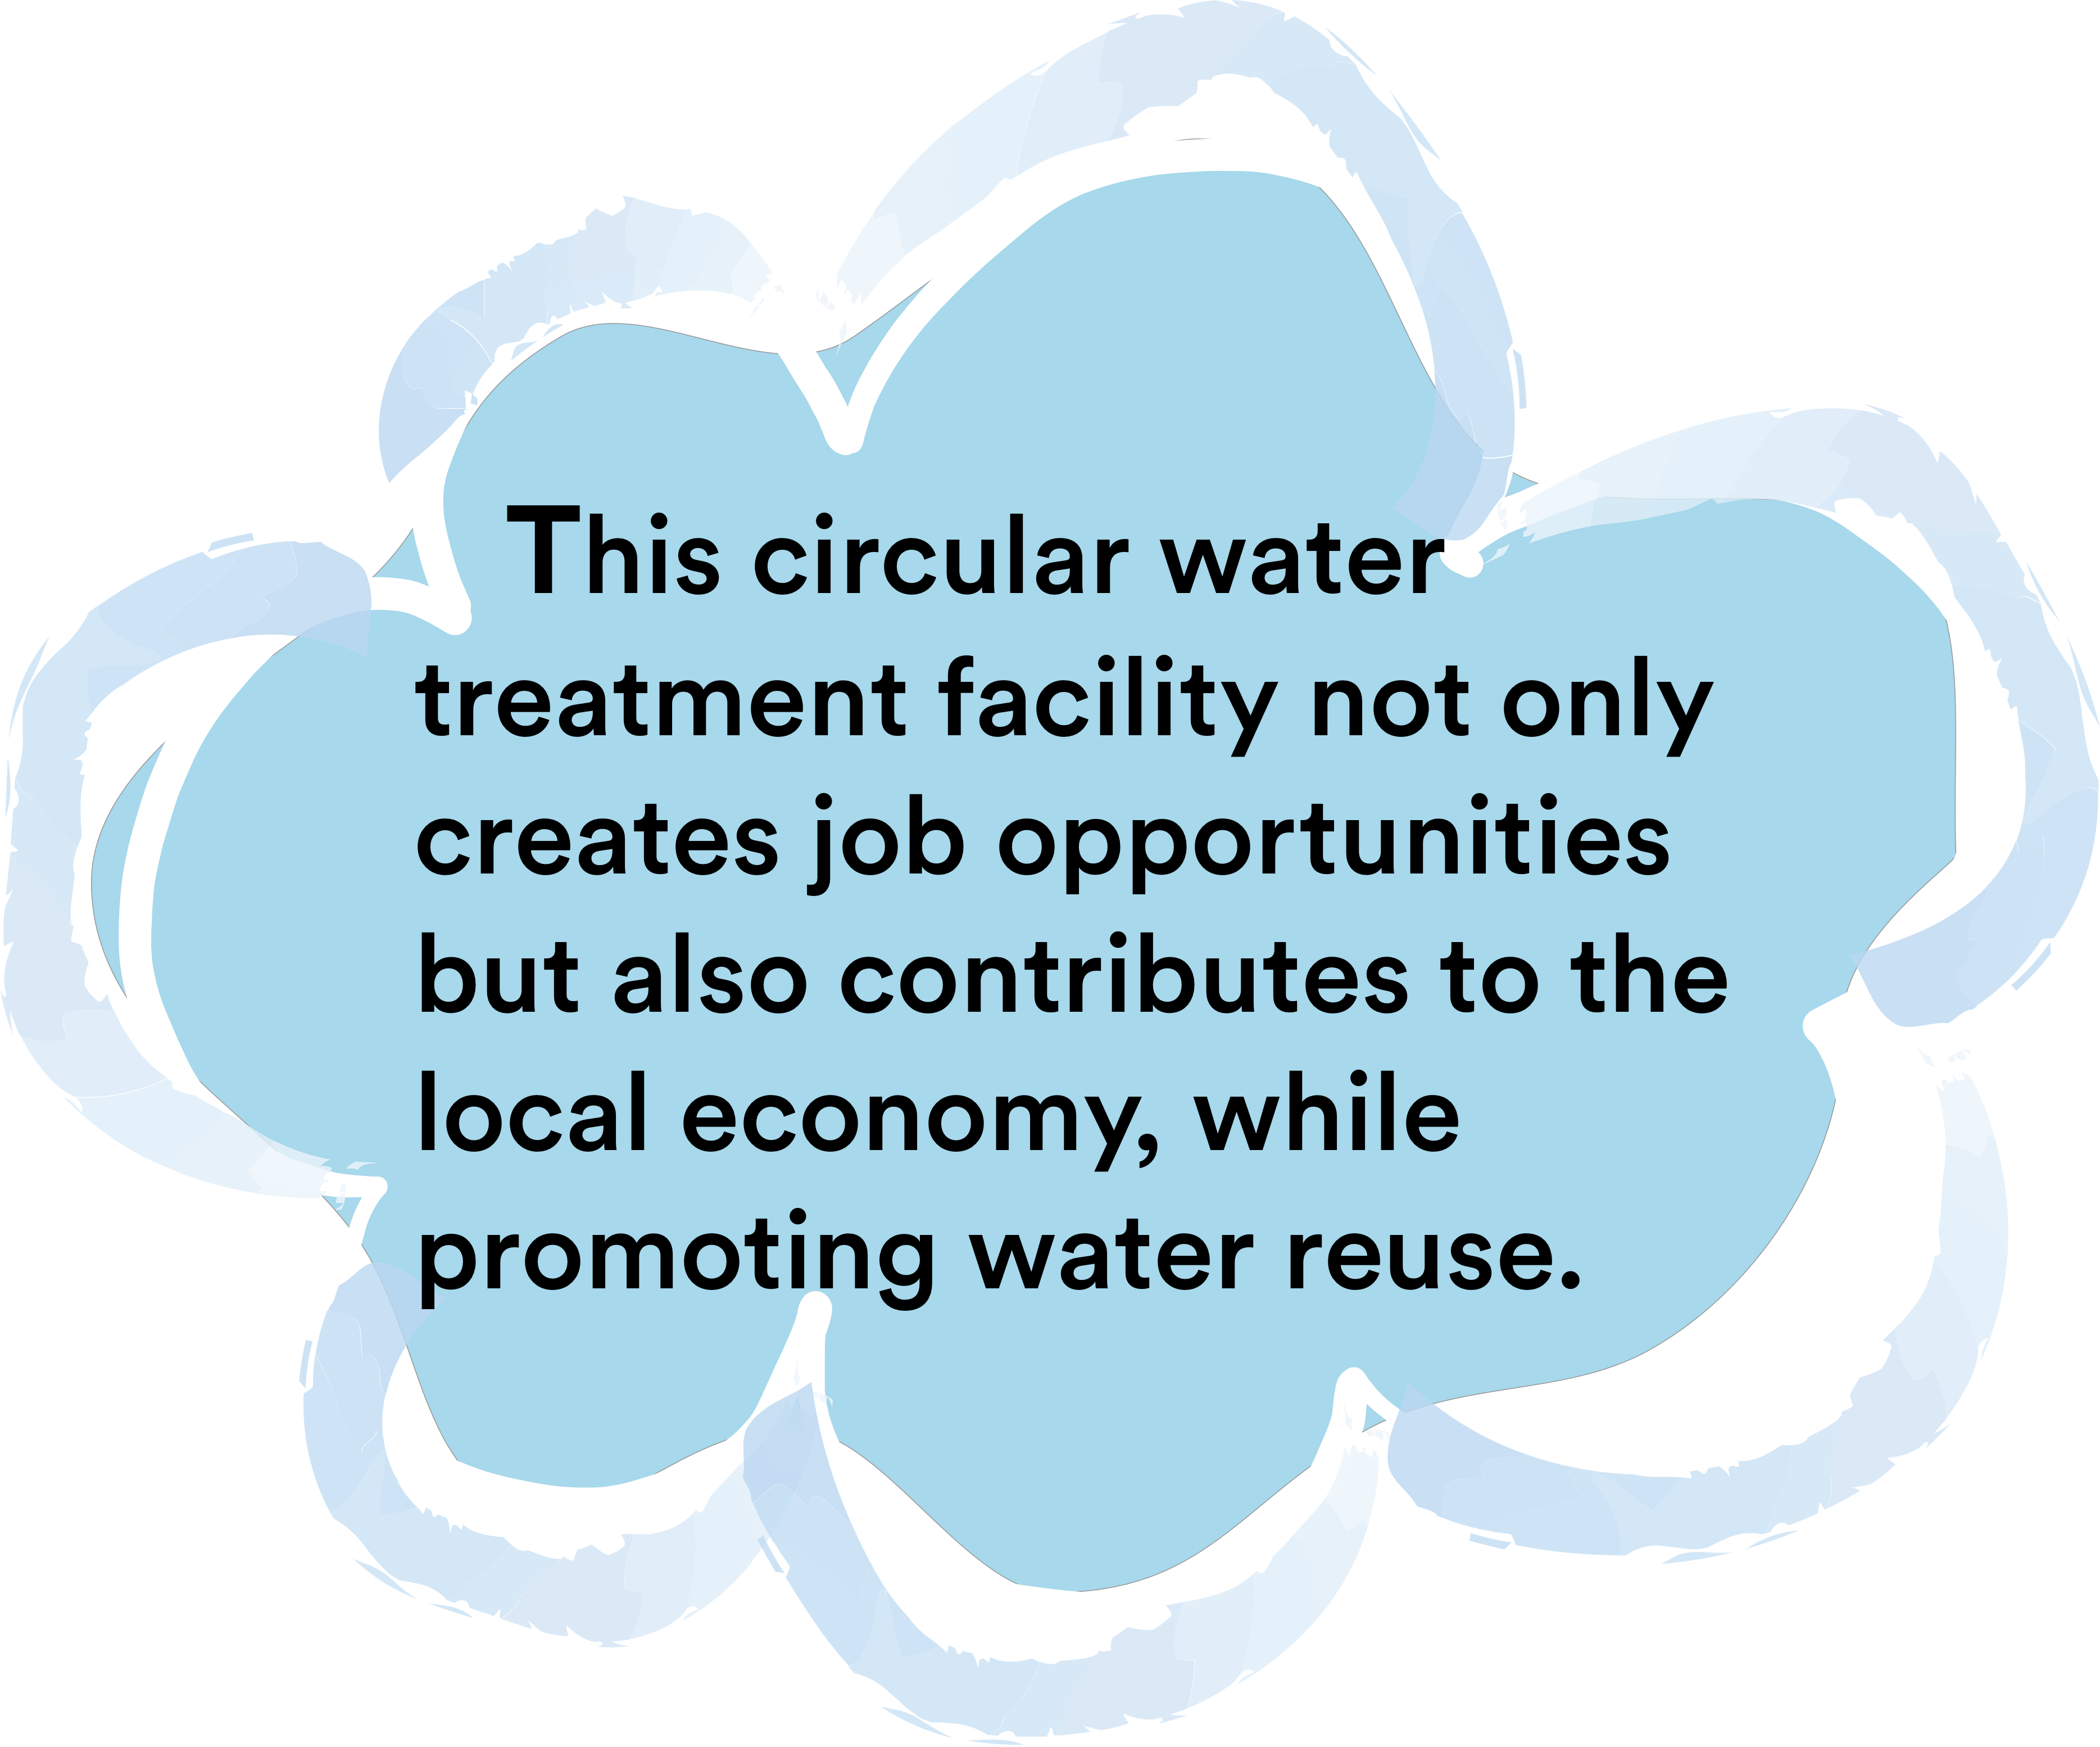 This circular water
treatment facility not only
creates job opportunities
but also contributes to the
local economy, while
promoting water reuse.